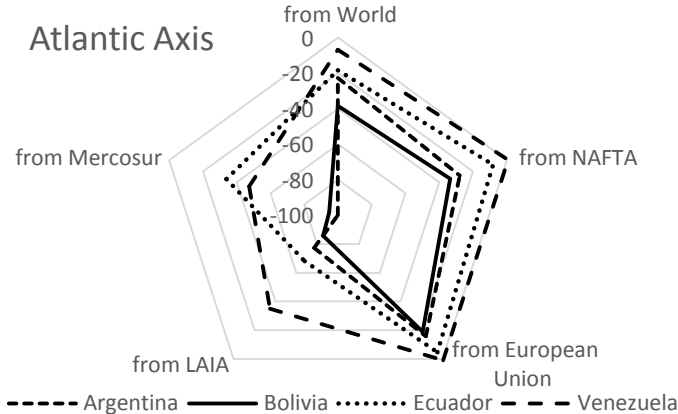 from World
Atlantic Axis
0
-20
-40
-60
-80
-100
from Mercosur
from NAFTA
from LAIA
from European
Union
Argentina
Bolivia
Ecuador
Venezuela